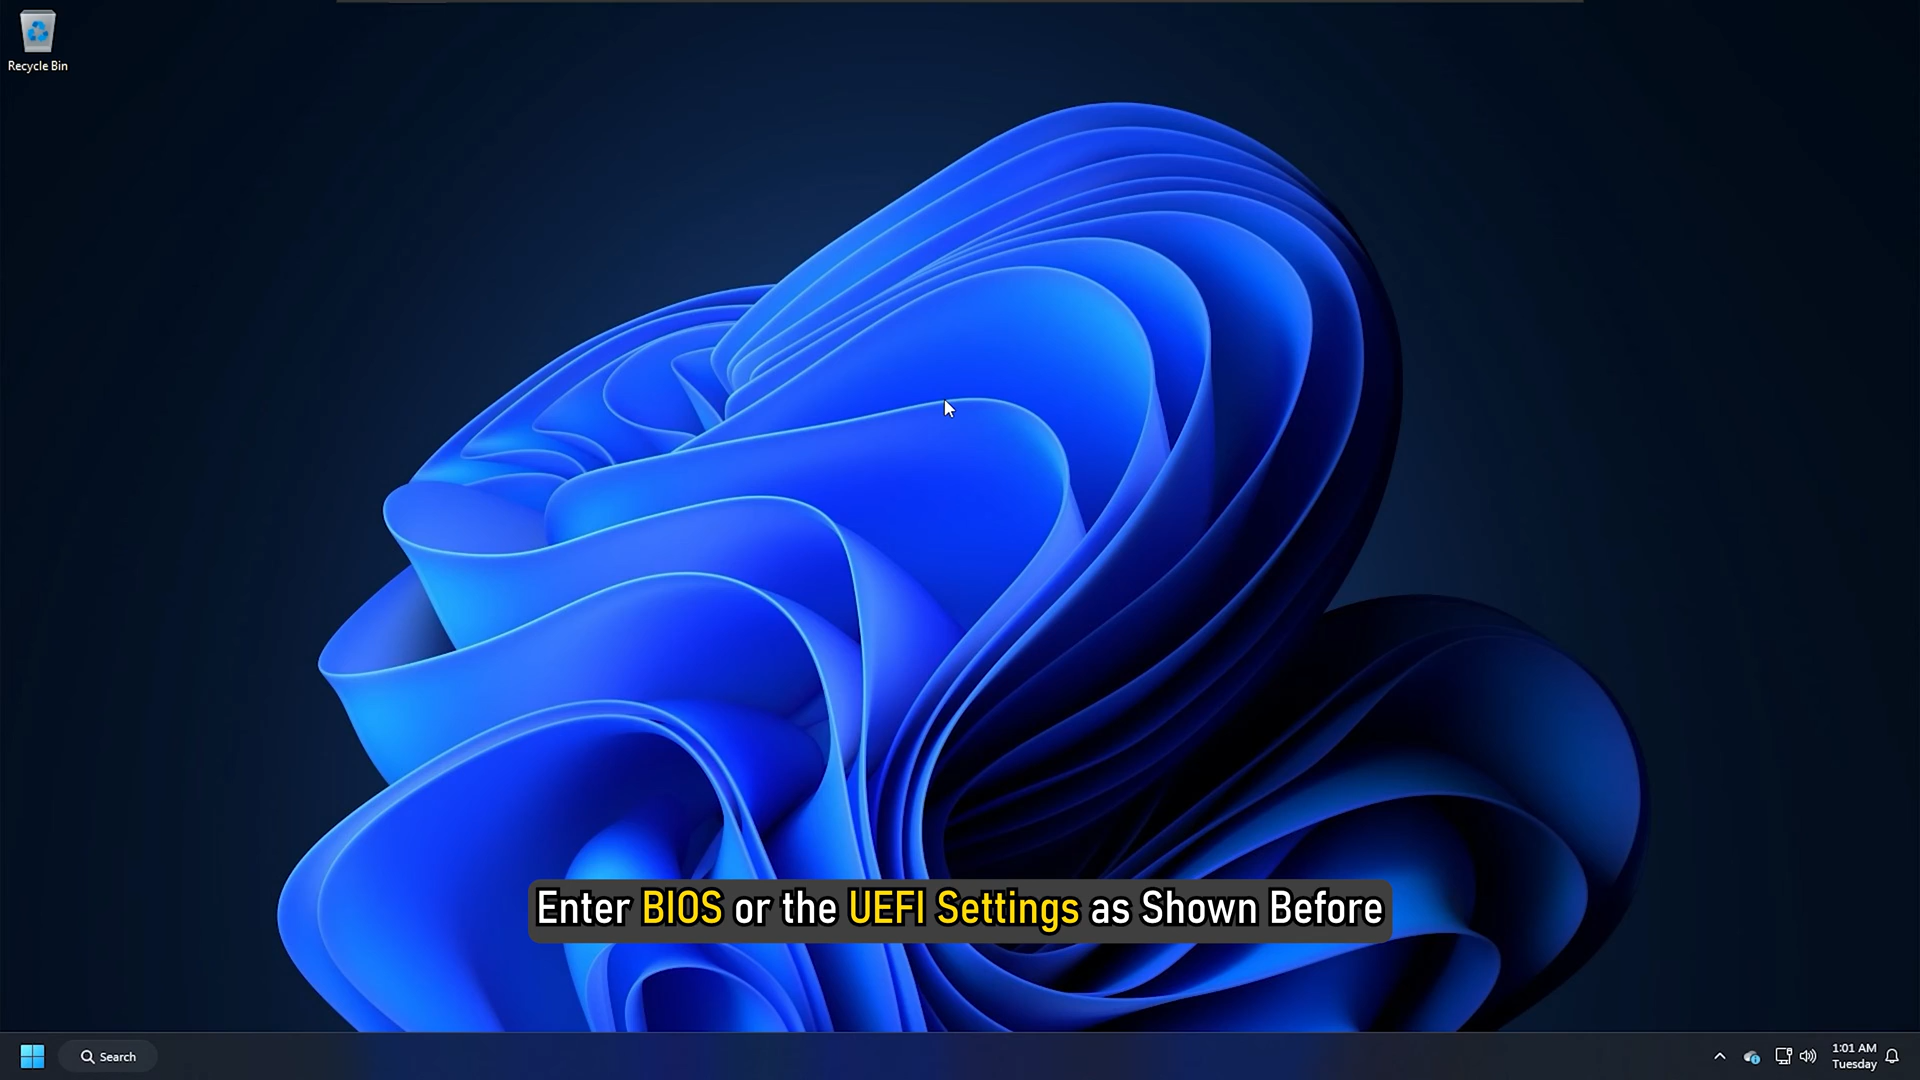 Recycle Bin
Enter BIOS or the UEFI Settings as Shown Before
Search
1:01 AM
Tuesday